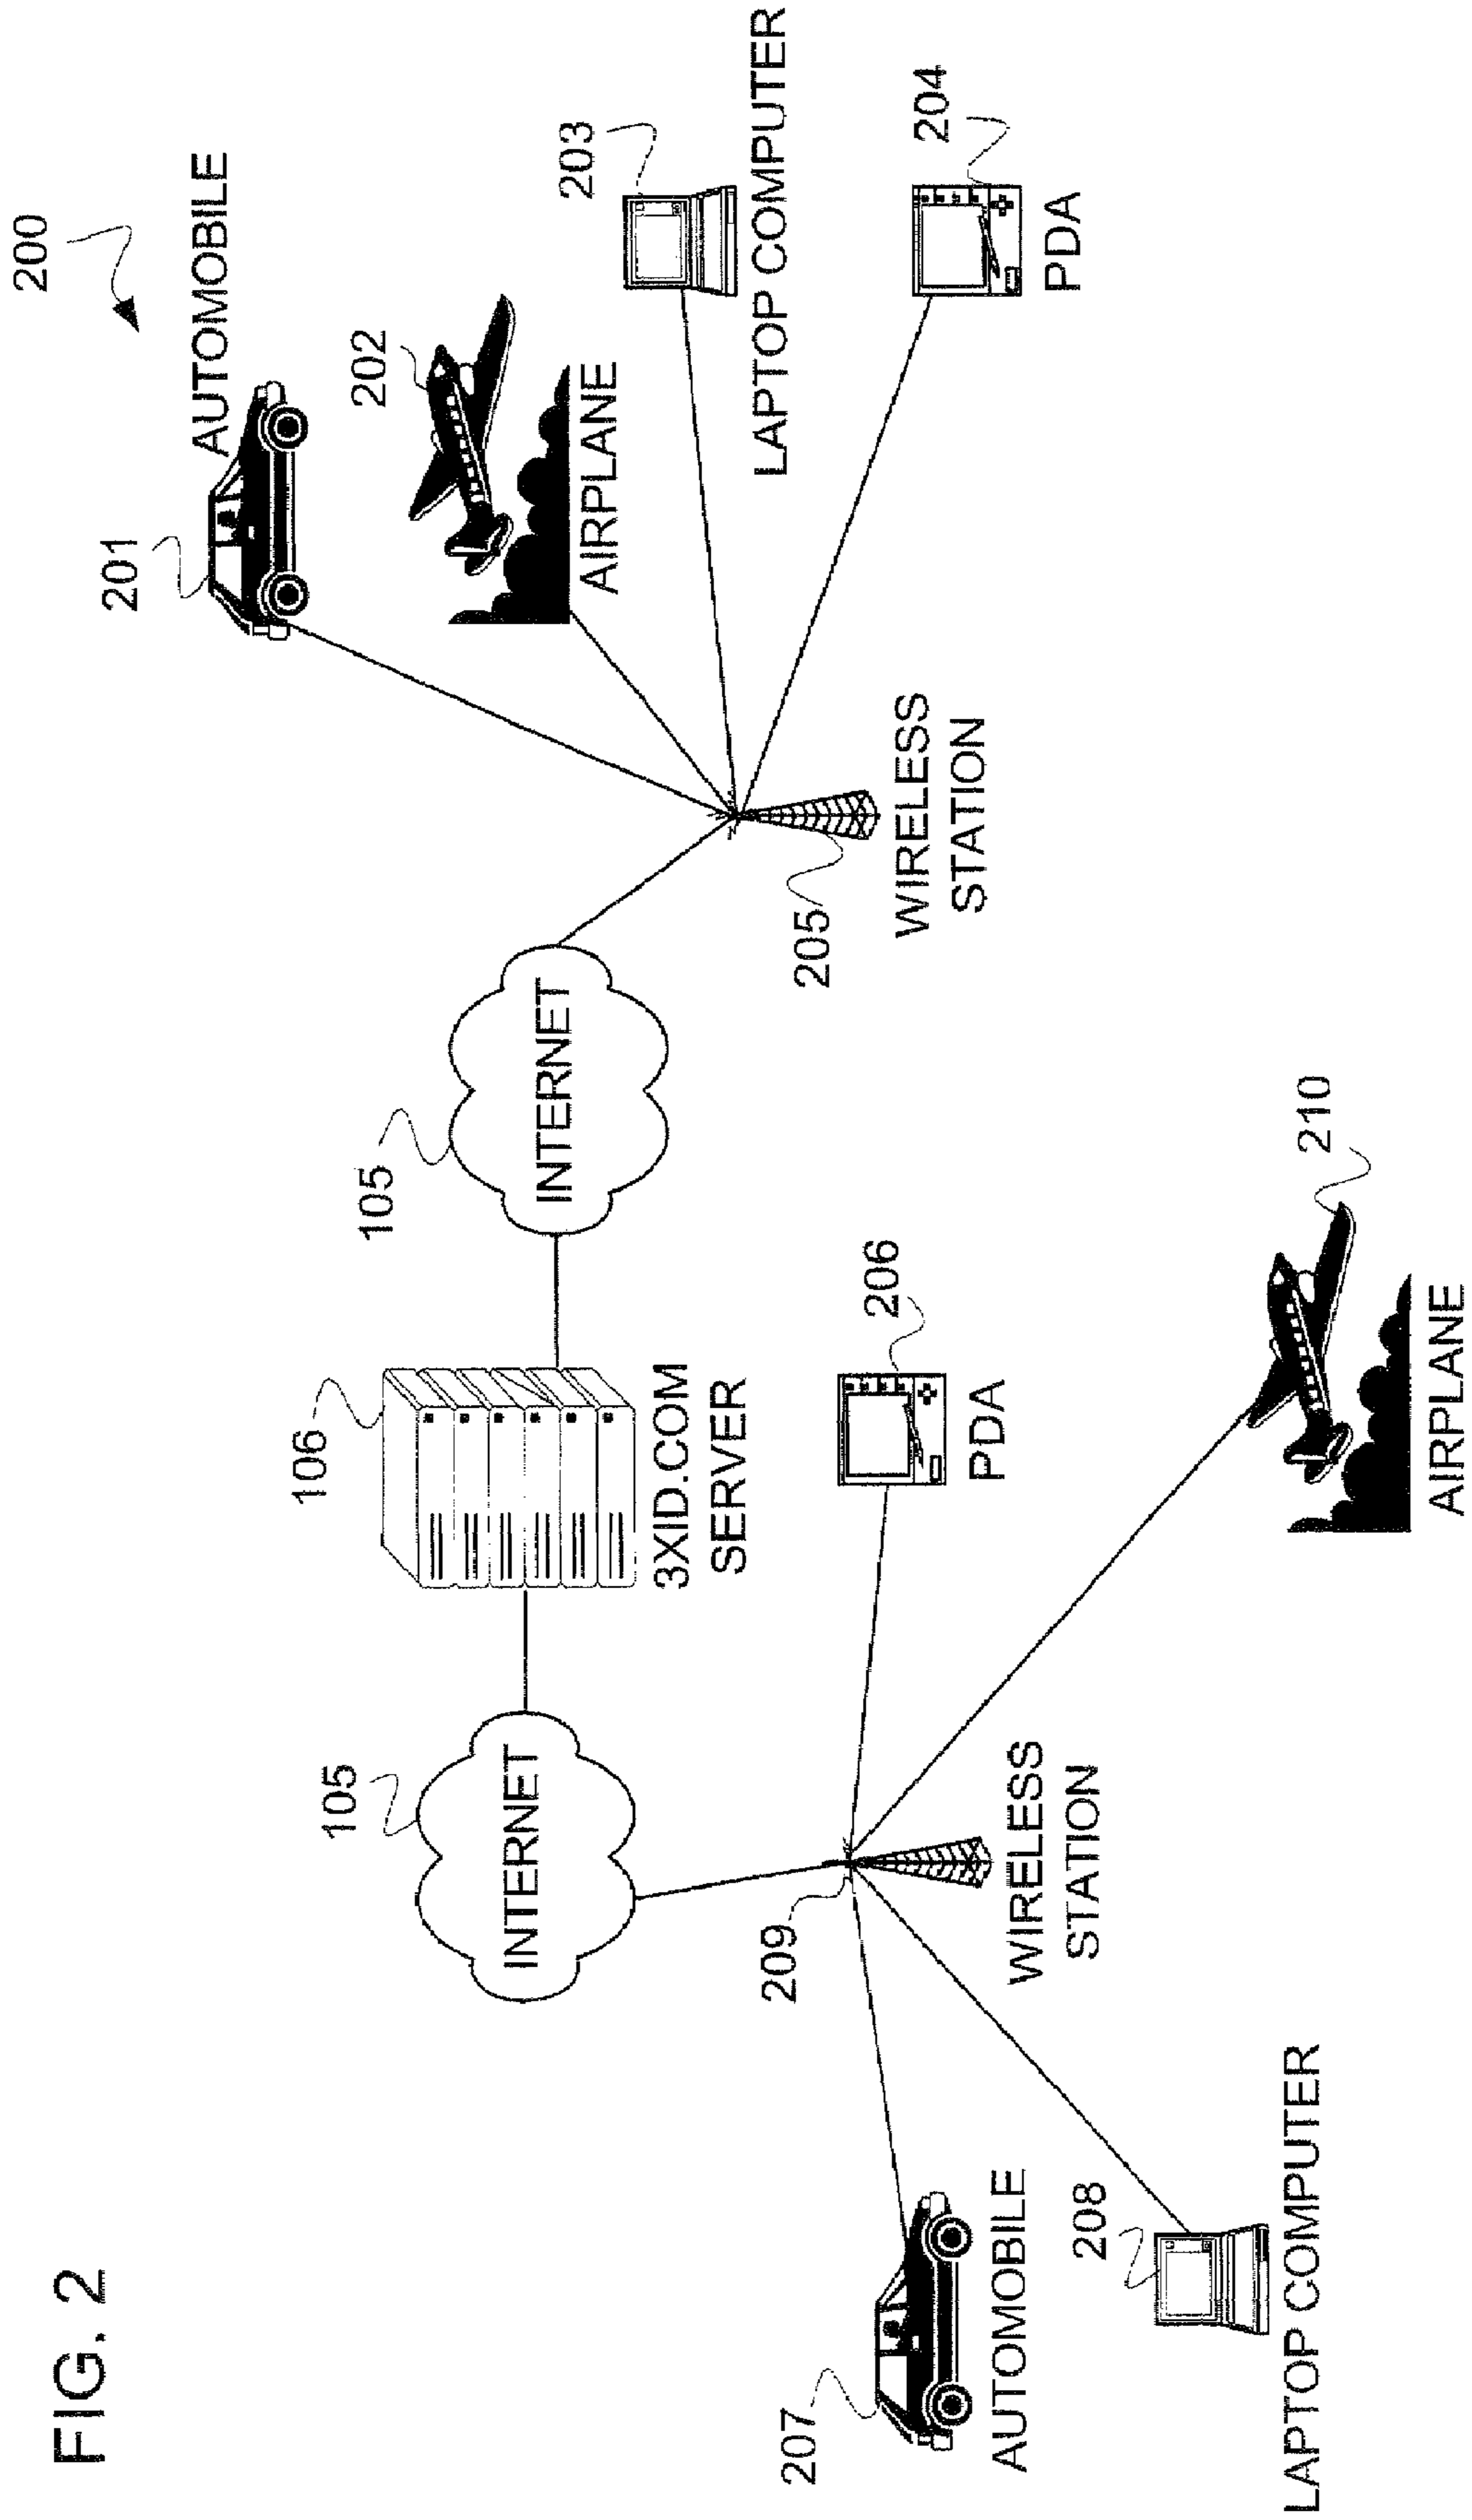 FIG. 2
200
AUTOMOBILE
201
202
AIRPLANE
203
LAPTOP COMPUTER
204
PDA
105
INTERNET
205
WIRELESS
STATION
106
3XID.COM
SERVER
105
INTERNET
206
PDA
209
WIRELESS
STATION
210
AIRPLANE
207
AUTOMOBILE
208
LAPTOP COMPUTER